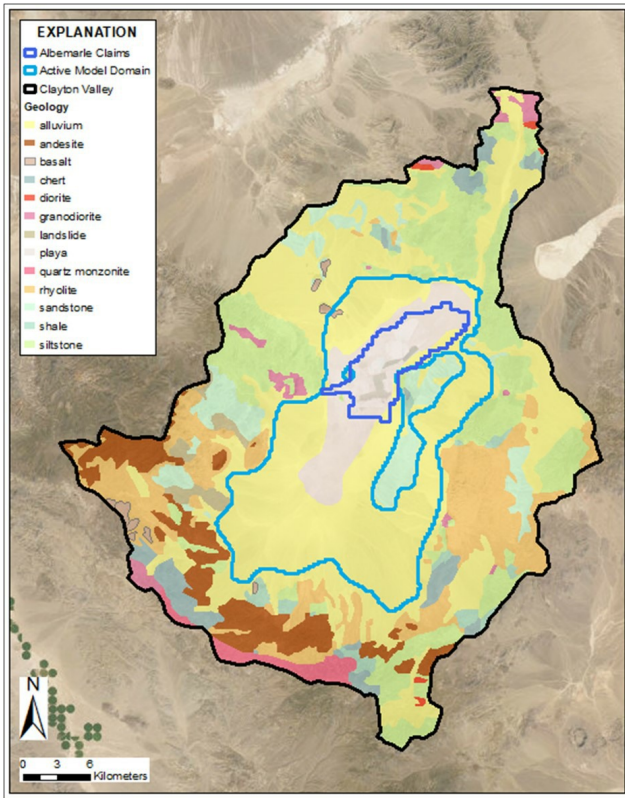 EXPLANATION
Albemarle Claims
Active Model Domain
Clayton Valley
Geology
alluvium
andesite
basalt
chert
diorite
granodiorite
landslide
playa
quartz monzonite
rhyolite
sandstone
shale
siltstone
N
0 3 6
Kilometers